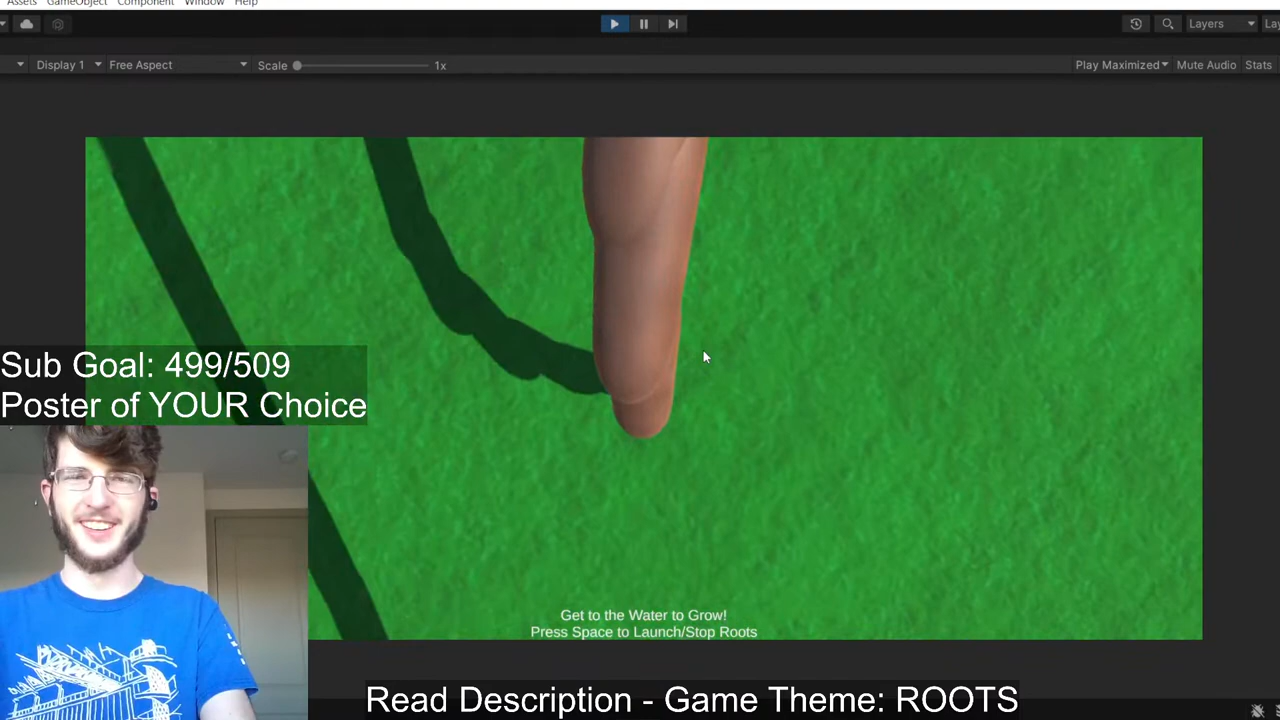 Assets GameObject Component Window Help
Layers
Display 1 Free Aspect Scale 1x Play Maximized Mute Audio Stats
Sub Goal: 499/509
Poster of YOUR Choice
Get to the Water to Grow!
Press Space to Launch/Stop Roots
Read Description - Game Theme: ROOTS